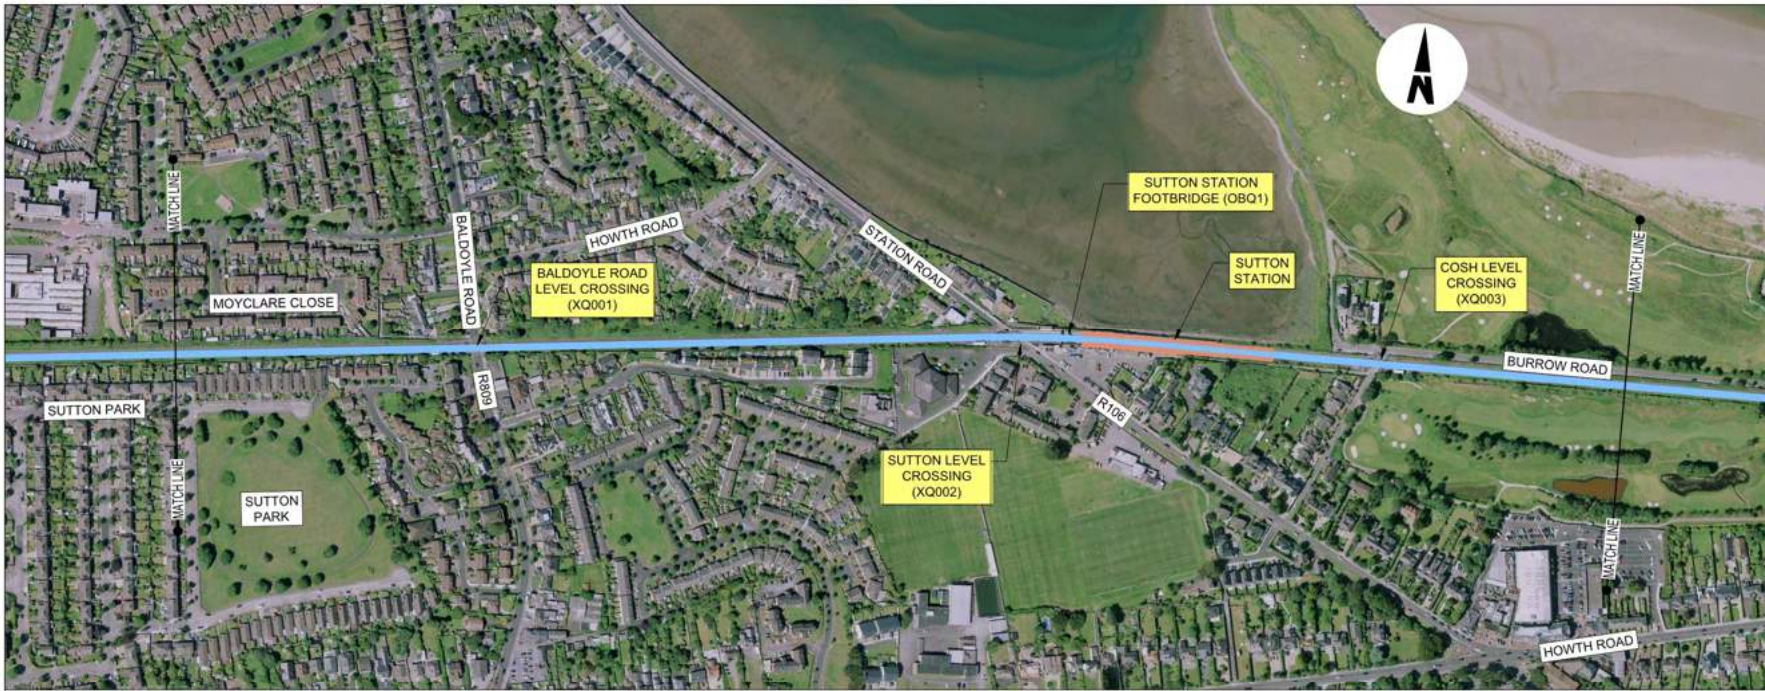 N
MATCH LINE
BALDOYLE ROAD
HOWTH ROAD
STATION ROAD
SUTTON STATION
FOOTBRIDGE (OBQ1)
SUTTON
STATION
COSH LEVEL
CROSSING
(XQ003)
MATCH LINE
BALDOYLE ROAD
LEVEL CROSSING
(XQ001)
MOYCLARE CLOSE
BURROW ROAD
SUTTON PARK
R809
R106
MATCH LINE
SUTTON
PARK
SUTTON LEVEL
CROSSING
(XQ002)
MATCH LINE
HOWTH ROAD